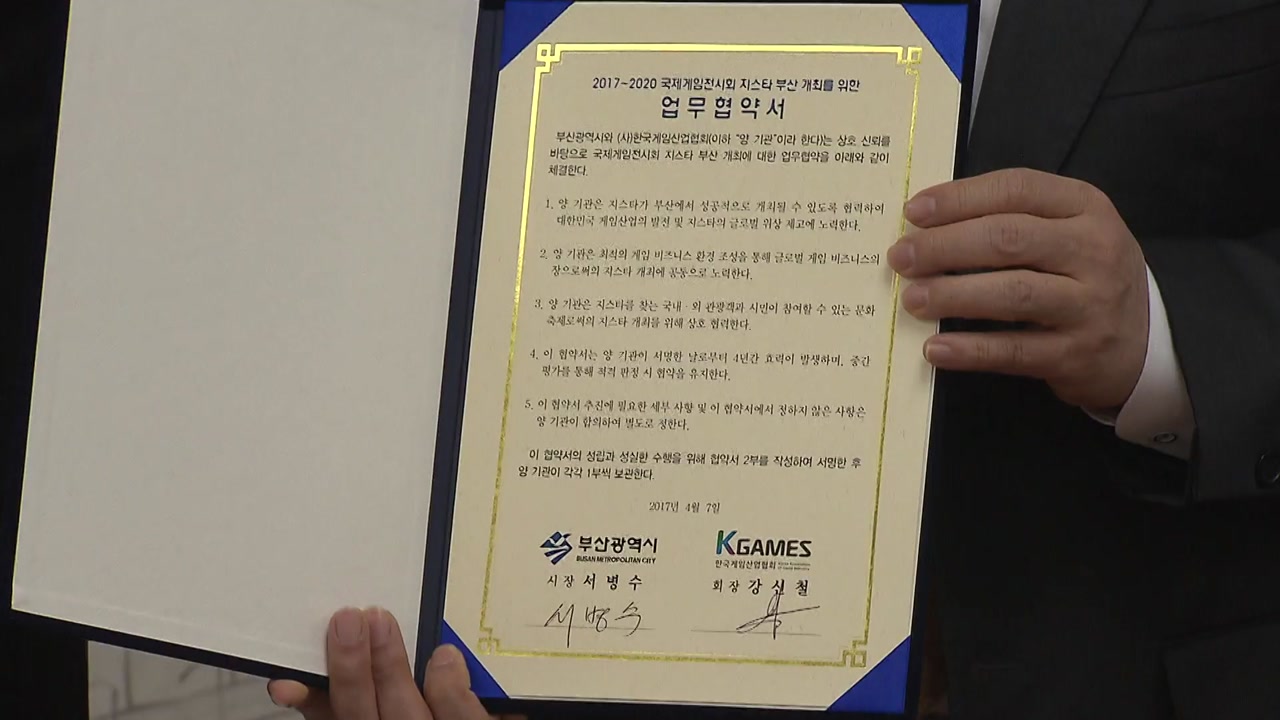 2017~2020 국제게임전시회 지스타 부산 개최를 위한
업무협약서
부산광역시와 (사)한국게임산업협회(이하 "양 기관"이라 한다)는 상호 신뢰를
바탕으로 국제게임전시회 지스타 부산 개최에 대한 업무협약을 아래와 같이
체결한다.
1. 양 기관은 지스타가 부산에서 성공적으로 개최될 수 있도록 협력하여
대한민국 게임산업의 발전 및 지스타의 글로벌 위상 제고에 노력한다.
2. 양 기관은 최적의 게임 비즈니스 환경 조성을 통해 글로벌 게임 비즈니스의
장으로써의 지스타 개최에 공동으로 노력한다.
3. 양 기관은 지스타를 찾는 국내·외 관광객과 시민이 참여할 수 있는 문화
축제로써의 지스타 개최를 위해 상호 협력한다.
4. 이 협약서는 양 기관이 서명한 날로부터 4년간 효력이 발생하며, 중간
평가를 통해 적격 판정 시 협약을 유지한다.
5. 이 협약서 추진에 필요한 세부 사항 및 이 협약서에서 정하지 않은 사항은
양 기관이 합의하여 별도로 정한다.
이 협약서의 성립과 성실한 수행을 위해 협약서 2부를 작성하여 서명한 후
양 기관이 각각 1부씩 보관한다.
2017년 4월 7일
부산광역시
BUSAN METROPOLITAN CITY
시장 서병수
서병수
KGAMES
한국게임산업협회
회장 강신철